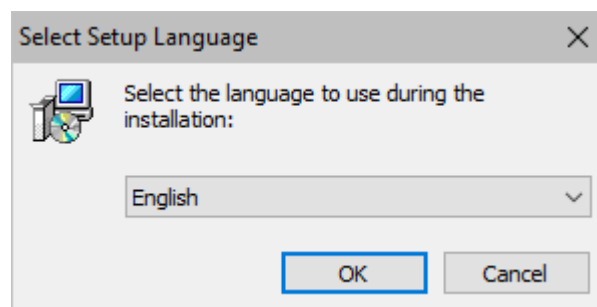 Select Setup Language
Select the language to use during the
installation:
English
OK
Cancel